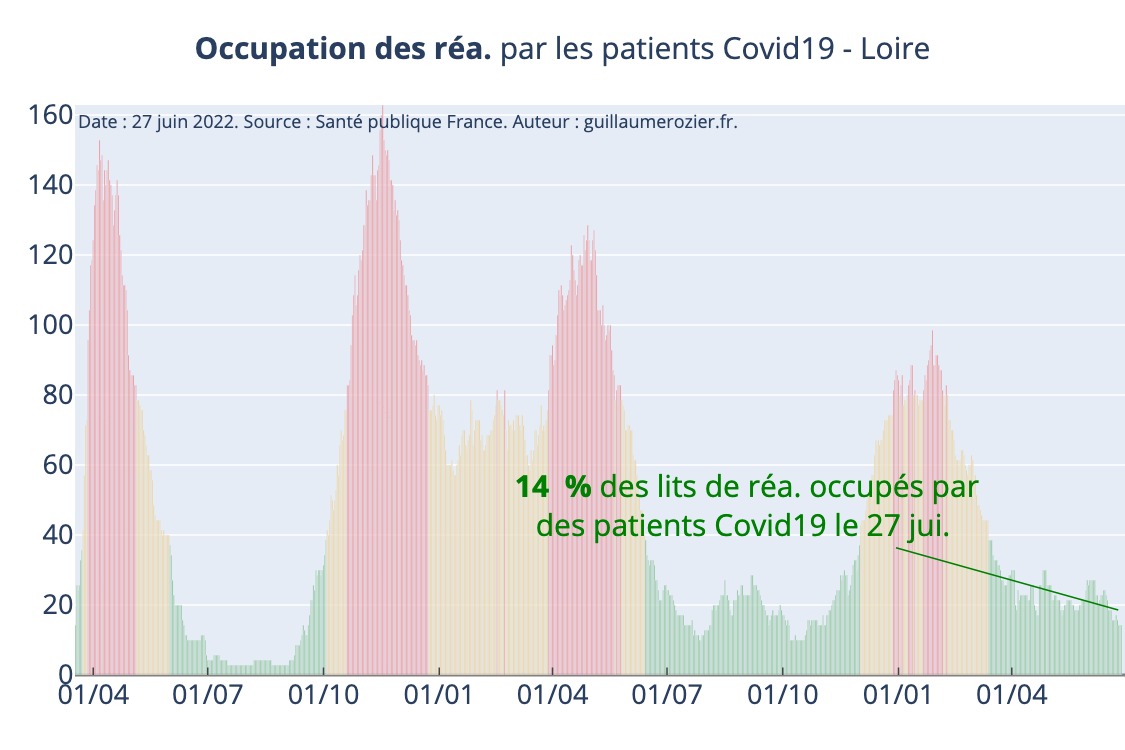 Occupation des réa. par les patients Covid19 - Loire
160
Date : 27 juin 2022. Source : Santé publique France. Auteur : guillaumerozier.fr.
140
120
100
80
60
14 % des lits de réa. occupés par
des patients Covid19 le 27 jui.
40
20
0
01/04 01/07 01/10 01/01 01/04 01/07 01/10 01/01 01/04